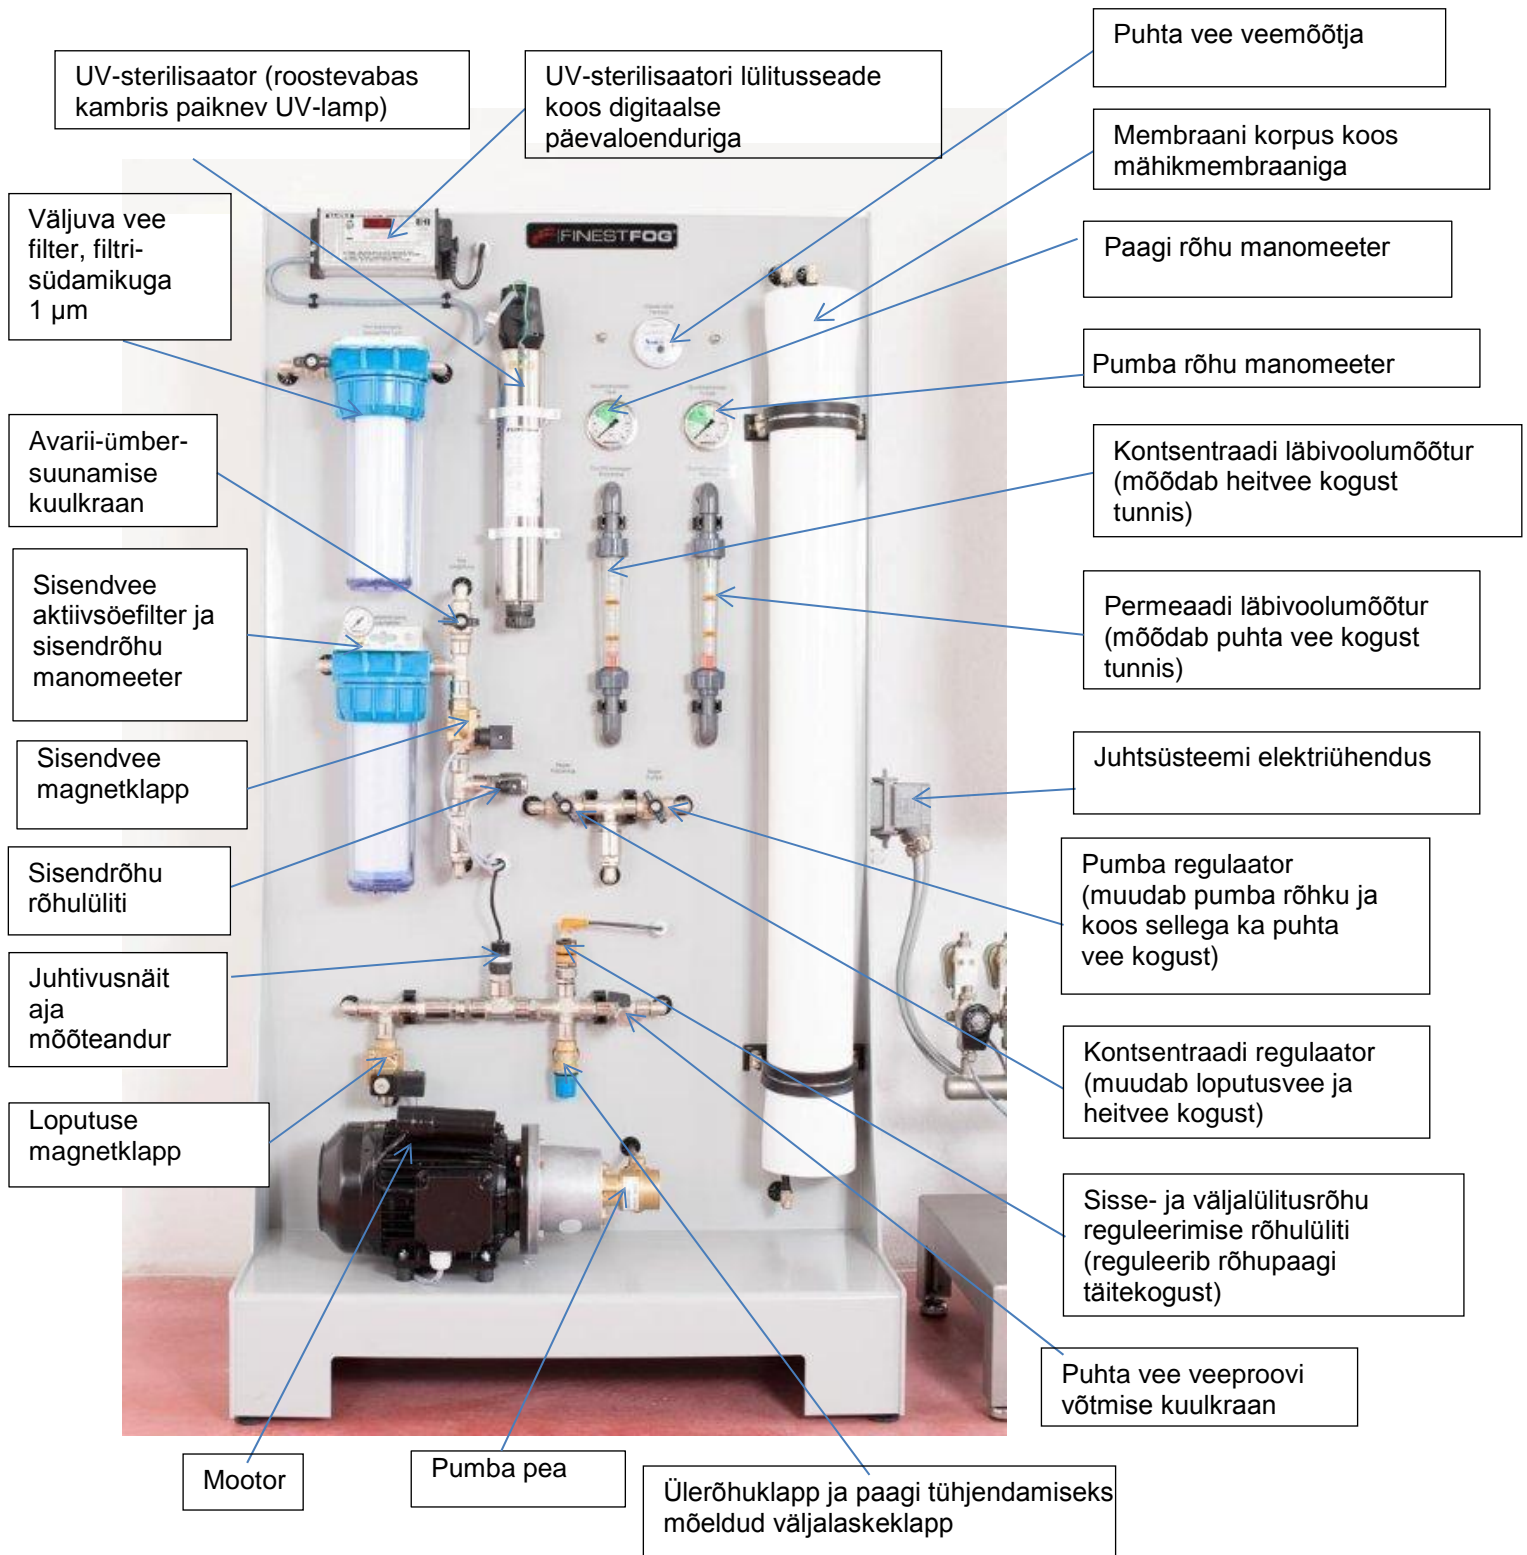 Puhta vee veemõõtja
UV-sterilisaator (roostevabas
kambris paiknev UV-lamp)
UV-sterilisaatori lülitusseade
koos digitaalse
päevaloenduriga
Membraani korpus koos
mähikmembraaniga
Väljuva vee
filter, filtri-
südamikuga
1 µm
FINESTFOG
Paagi rõhu manomeeter
Pumba rõhu manomeeter
Avarii-ümber-
suunamise
kuulkraan
Kontsentraadi läbivoolumõõtur
(mõõdab heitvee kogust
tunnis)
Sisendvee
aktiivsöefilter ja
sisendrõhu
manomeeter
Permeaadi läbivoolumõõtur
(mõõdab puhta vee kogust
tunnis)
Sisendvee
magnetklapp
Juhtsüsteemi elektriühendus
Sisendrõhu
rõhulüliti
Pumba regulaator
(muudab pumba rõhku ja
koos sellega ka puhta
vee kogust)
Juhtivusnäit
aja
mõõteandur
Kontsentraadi regulaator
(muudab loputusvee ja
heitvee kogust)
Loputuse
magnetklapp
Sisse- ja väljalülitusrõhu
reguleerimise rõhulüliti
(reguleerib rõhupaagi
täitekogust)
Puhta vee veeproovi
võtmise kuulkraan
Mootor
Pumba pea
Ülerõhuklapp ja paagi tühjendamiseks
mõeldud väljalaskeklapp